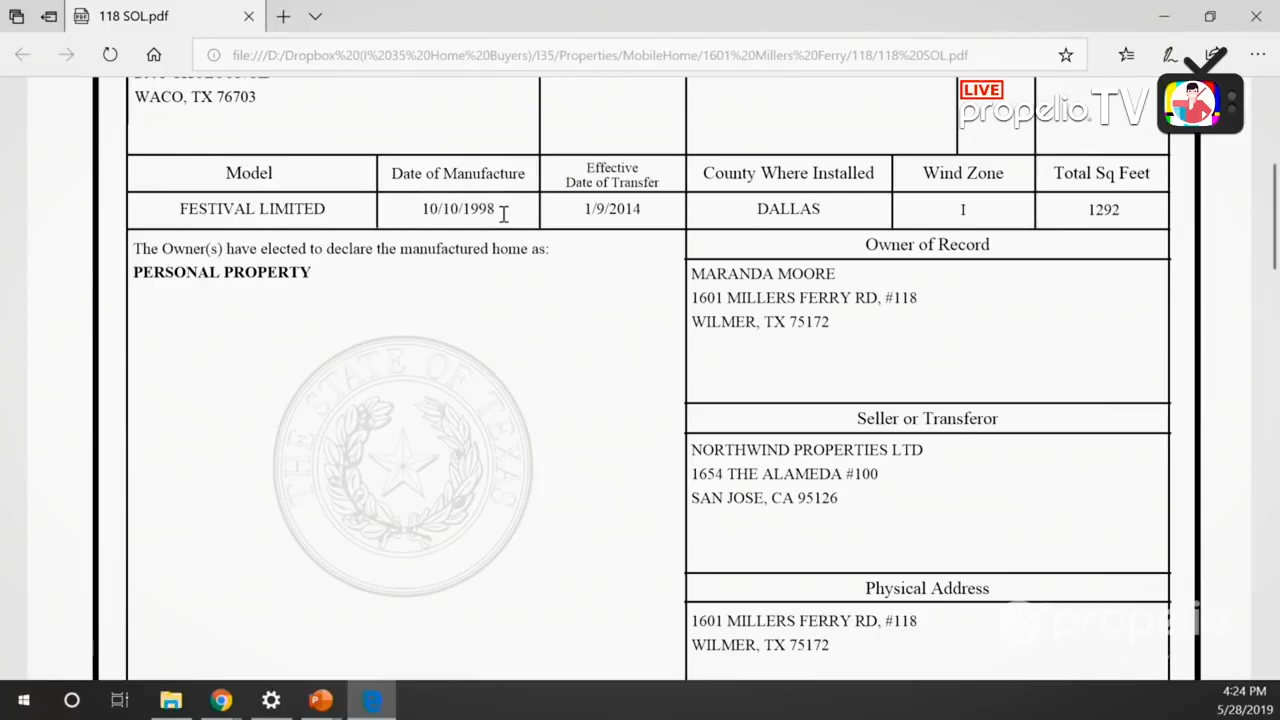 118 SOL.pdf
file:///D:/Dropbox%20(I%2035%20Home%20Buyers)/I35/Properties/MobileHome/1601%20Millers%20Ferry/118/118%20SOL.pdf
LIVE
propelio.TV
WACO, TX 76703
Model
Date of Manufacture
Effective
Date of Transfer
County Where Installed
Wind Zone
Total Sq Feet
FESTIVAL LIMITED
10/10/1998
1/9/2014
DALLAS
I
1292
The Owner(s) have elected to declare the manufactured home as:
PERSONAL PROPERTY
THE STATE OF TEXAS
Owner of Record
MARANDA MOORE
1601 MILLERS FERRY RD, #118
WILMER, TX 75172
Seller or Transferor
NORTHWIND PROPERTIES LTD
1654 THE ALAMEDA #100
SAN JOSE, CA 95126
Physical Address
1601 MILLERS FERRY RD, #118
WILMER, TX 75172
propelio
4:24 PM
5/28/2019